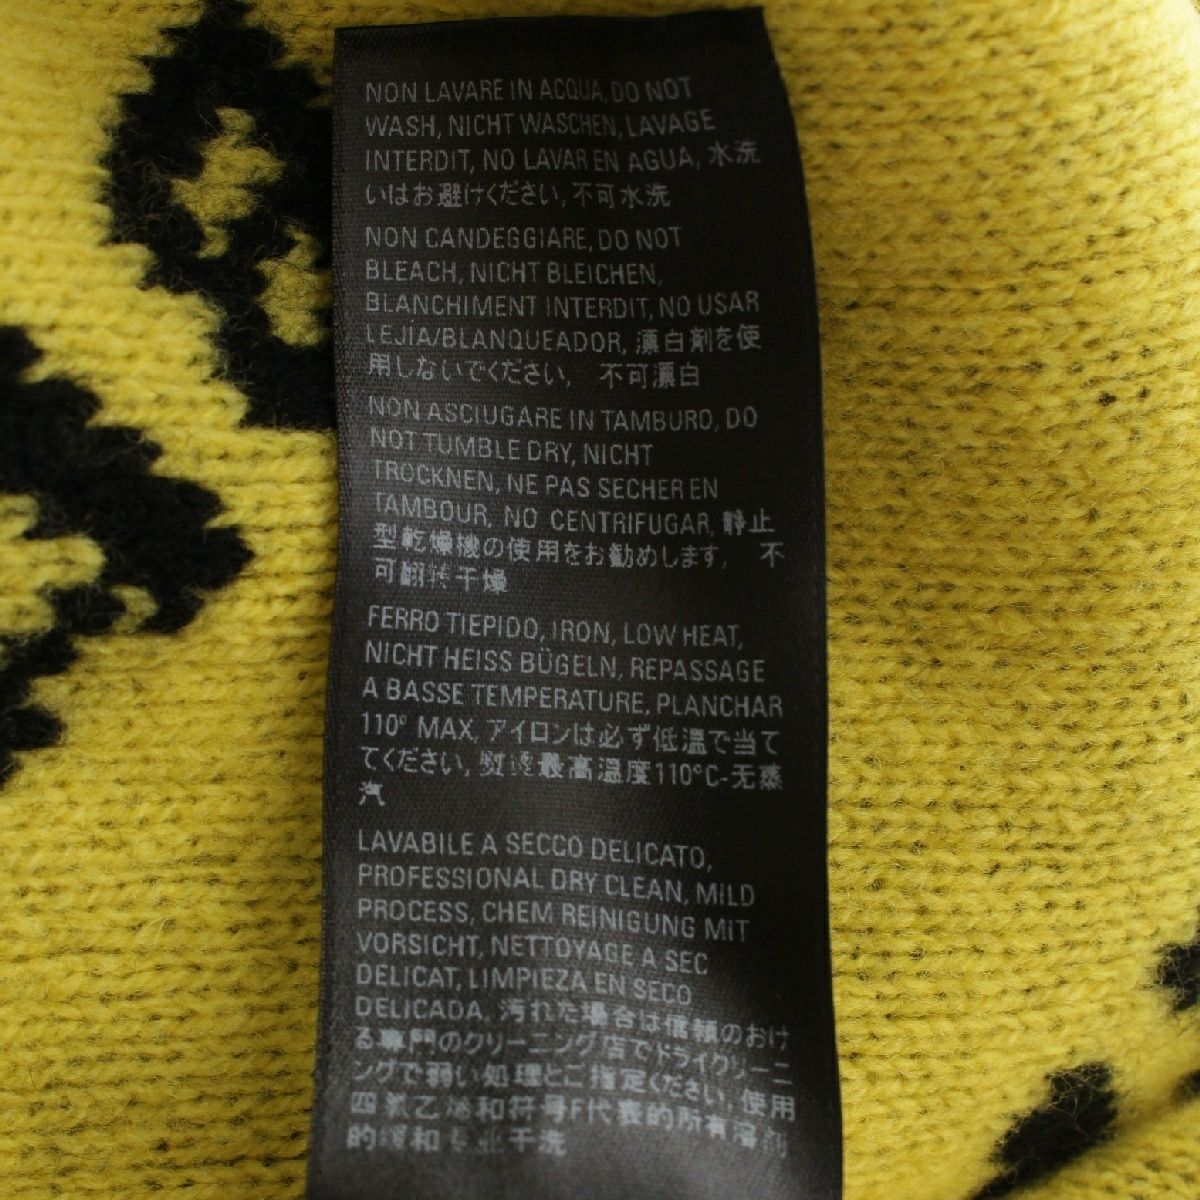 NON LAVARE IN ACQUA, DO NOT
WASH, NICHT WASCHEN, LAVAGE
INTERDIT, NO LAVAR EN AGUA, 水洗
いはお避けください, 不可水洗
NON CANDEGGIARE, DO NOT
BLEACH, NICHT BLEICHEN,
BLANCHIMENT INTERDIT, NO USAR
LEJIA/BLANQUEADOR, 漂白剤を使
用しないでください, 不可漂白
NON ASCIUGARE IN TAMBURO, DO
NOT TUMBLE DRY, NICHT
TROCKNEN, NE PAS SECHER EN
TAMBOUR, NO CENTRIFUGAR, 静止
型乾燥機の使用をお勧めします, 不
可翻转干燥
FERRO TIEPIDO, IRON, LOW HEAT,
NICHT HEISS BÜGELN, REPASSAGE
A BASSE TEMPERATURE, PLANCHAR
110° MAX, アイロンは必ず低温で当て
てください, 熨烫最高温度110°C-无蒸
汽
LAVABILE A SECCO DELICATO,
PROFESSIONAL DRY CLEAN, MILD
PROCESS, CHEM REINIGUNG MIT
VORSICHT, NETTOYAGE A SEC
DELICAT, LIMPIEZA EN SECO
DELICADA, 汚れた場合は信頼のおけ
る専門のクリーニング店でドライクリーニ
ングで弱い処理とご指定ください, 使用
四氯乙烯和符号F代表的所有溶剂
的缓和专业干洗